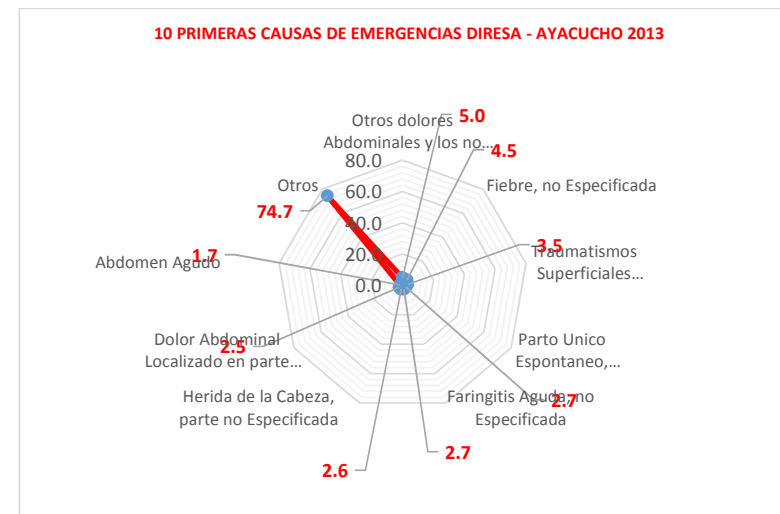 10 PRIMERAS CAUSAS DE EMERGENCIAS DIRESA - AYACUCHO 2013
Otros dolores
Abdominales y los no…
5.0
4.5
Fiebre, no Especificada
3.5
Traumatismos
Superficiales…
Parto Unico
Espontaneo,…
2.7
Faringitis Aguda, no
Especificada
2.7
2.6
Herida de la Cabeza,
parte no Especificada
Dolor Abdominal
Localizado en parte…
2.5
Abdomen Agudo
1.7
Otros
74.7
80.0
60.0
40.0
20.0
0.0